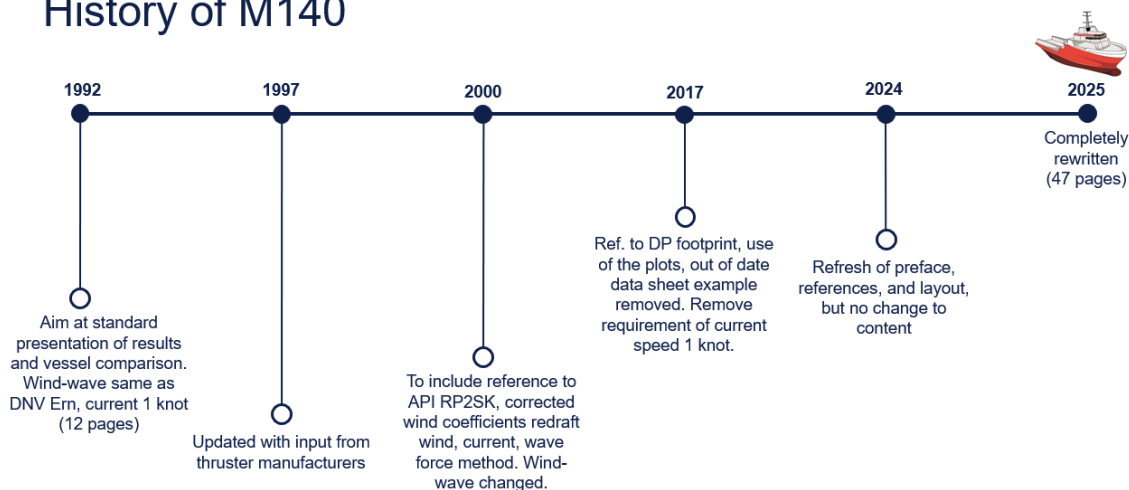 History of M140
1992
1997
2000
2017
2024
2025
Completely
rewritten
(47 pages)
Ref. to DP footprint, use
of the plots, out of date
data sheet example
removed. Remove
requirement of current
speed 1 knot.
Refresh of preface,
references, and layout,
but no change to
content
Aim at standard
presentation of results
and vessel comparison.
Wind-wave same as
DNV Ern, current 1 knot
(12 pages)
To include reference to
API RP2SK, corrected
wind coefficients redraft
wind, current, wave
force method. Wind-
wave changed.
Updated with input from
thruster manufacturers